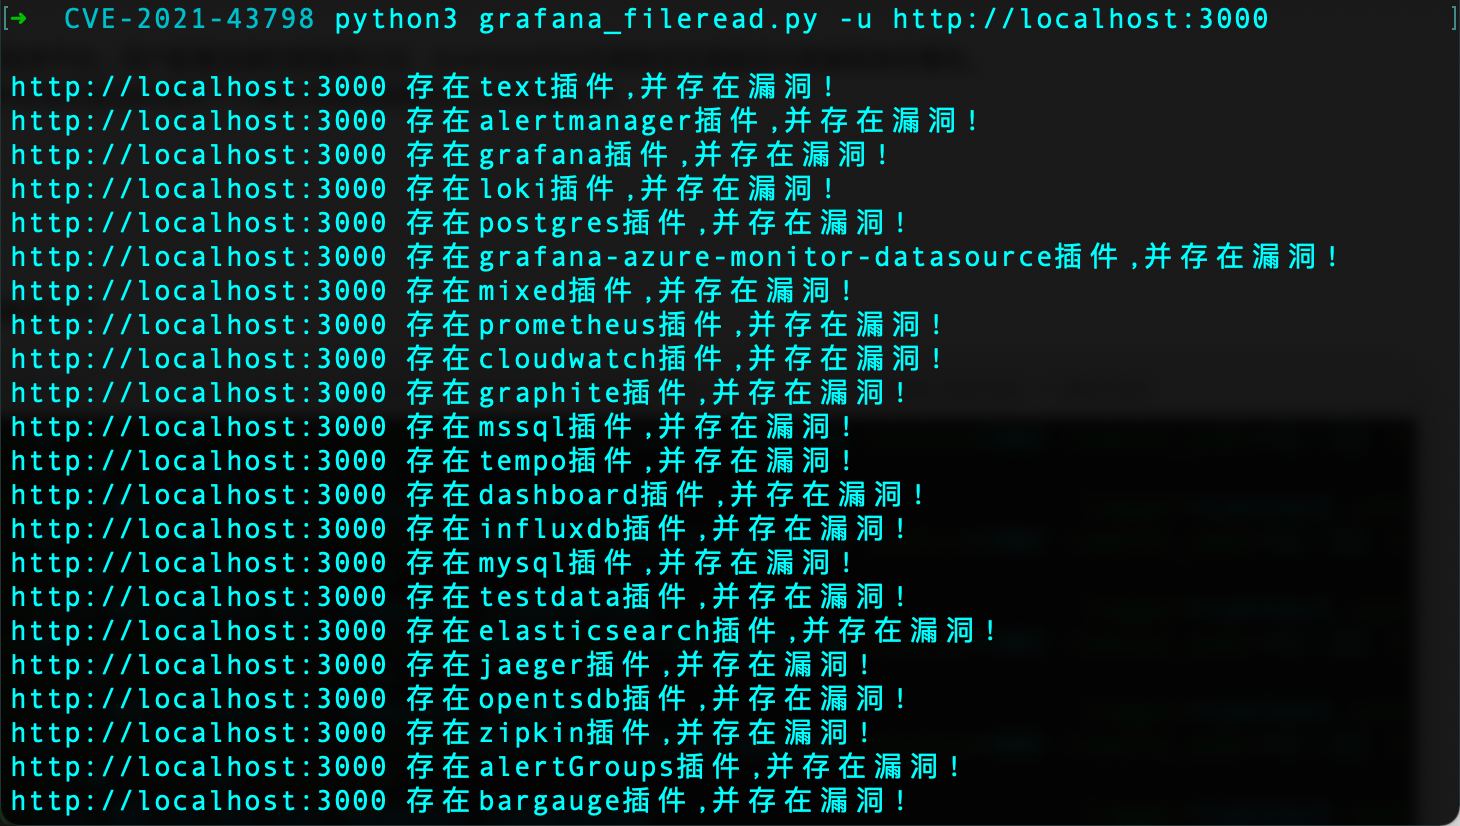 [→ CVE-2021-43798 python3 grafana_fileread.py -u http://localhost:3000 ]
http://localhost:3000 存在text插件,并存在漏洞!
http://localhost:3000 存在alertmanager插件,并存在漏洞!
http://localhost:3000 存在grafana插件,并存在漏洞!
http://localhost:3000 存在loki插件,并存在漏洞!
http://localhost:3000 存在postgres插件,并存在漏洞!
http://localhost:3000 存在grafana-azure-monitor-datasource插件,并存在漏洞!
http://localhost:3000 存在mixed插件,并存在漏洞!
http://localhost:3000 存在prometheus插件,并存在漏洞!
http://localhost:3000 存在cloudwatch插件,并存在漏洞!
http://localhost:3000 存在graphite插件,并存在漏洞!
http://localhost:3000 存在mssql插件,并存在漏洞!
http://localhost:3000 存在tempo插件,并存在漏洞!
http://localhost:3000 存在dashboard插件,并存在漏洞!
http://localhost:3000 存在influxdb插件,并存在漏洞!
http://localhost:3000 存在mysql插件,并存在漏洞!
http://localhost:3000 存在testdata插件,并存在漏洞!
http://localhost:3000 存在elasticsearch插件,并存在漏洞!
http://localhost:3000 存在jaeger插件,并存在漏洞!
http://localhost:3000 存在opentsdb插件,并存在漏洞!
http://localhost:3000 存在zipkin插件,并存在漏洞!
http://localhost:3000 存在alertGroups插件,并存在漏洞!
http://localhost:3000 存在bargauge插件,并存在漏洞!